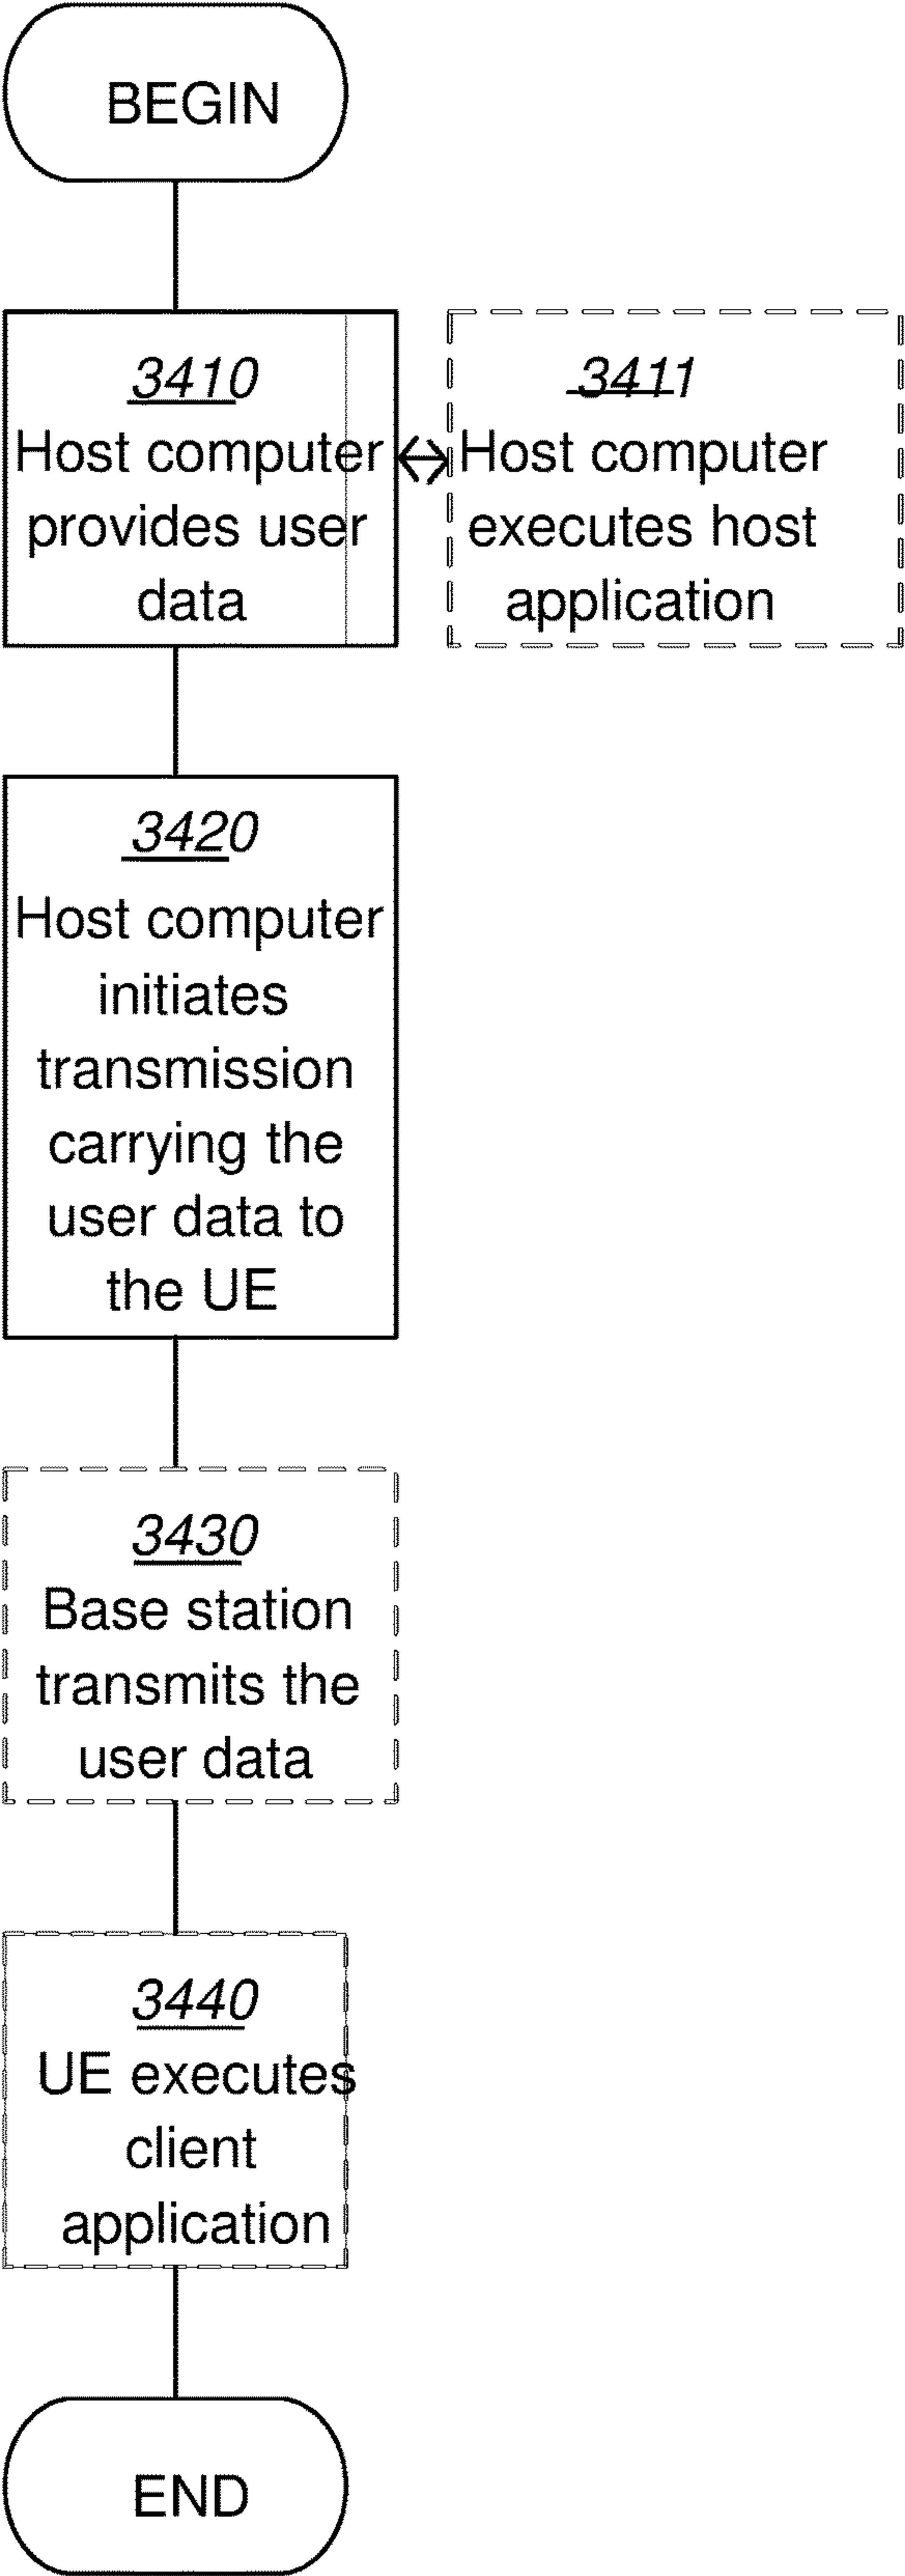 BEGIN
3410
Host computer
provides user
data
3411
Host computer
executes host
application
3420
Host computer
initiates
transmission
carrying the
user data to
the UE
3430
Base station
transmits the
user data
3440
UE executes
client
application
END